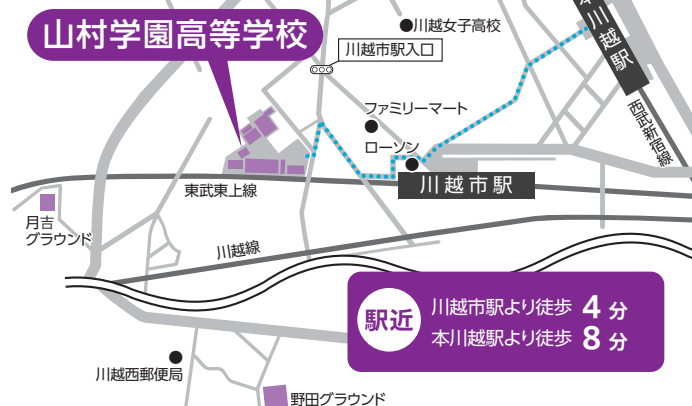 山村学園高等学校
川越女子高校
川越市駅入口
本川越駅
ファミリーマート
ローソン
西武新宿線
川越市駅
東武東上線
月吉
グラウンド
川越線
駅近
川越市駅より徒歩 4 分
本川越駅より徒歩 8 分
川越西郵便局
野田グラウンド